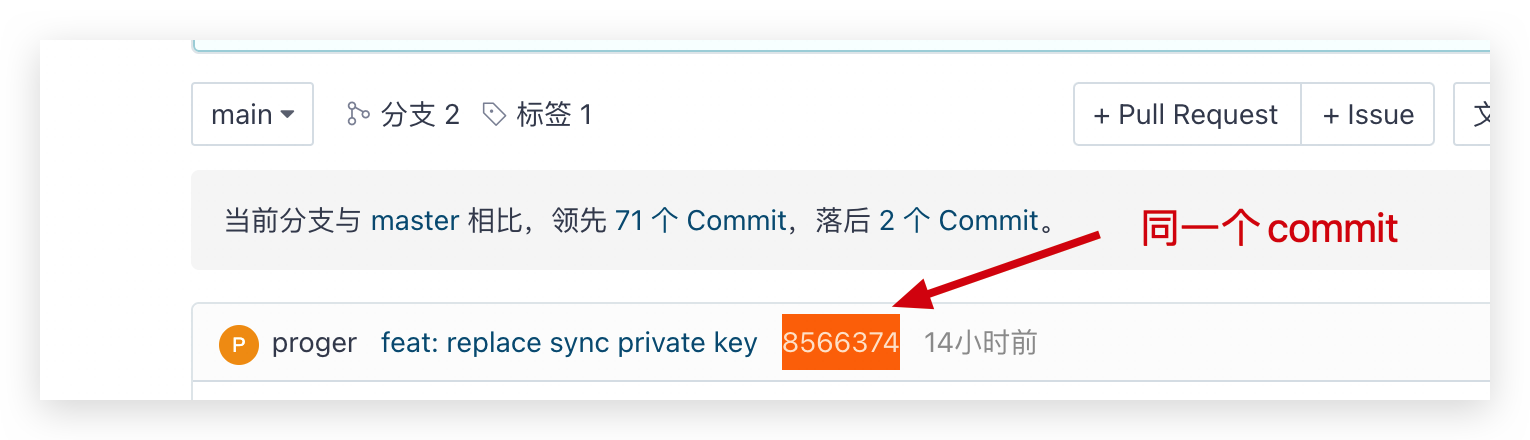 main 分支 2 标签 1 + Pull Request + Issue
当前分支与 master 相比，领先 71 个 Commit，落后 2 个 Commit。
同一个 commit
P proger feat: replace sync private key 8566374 14小时前